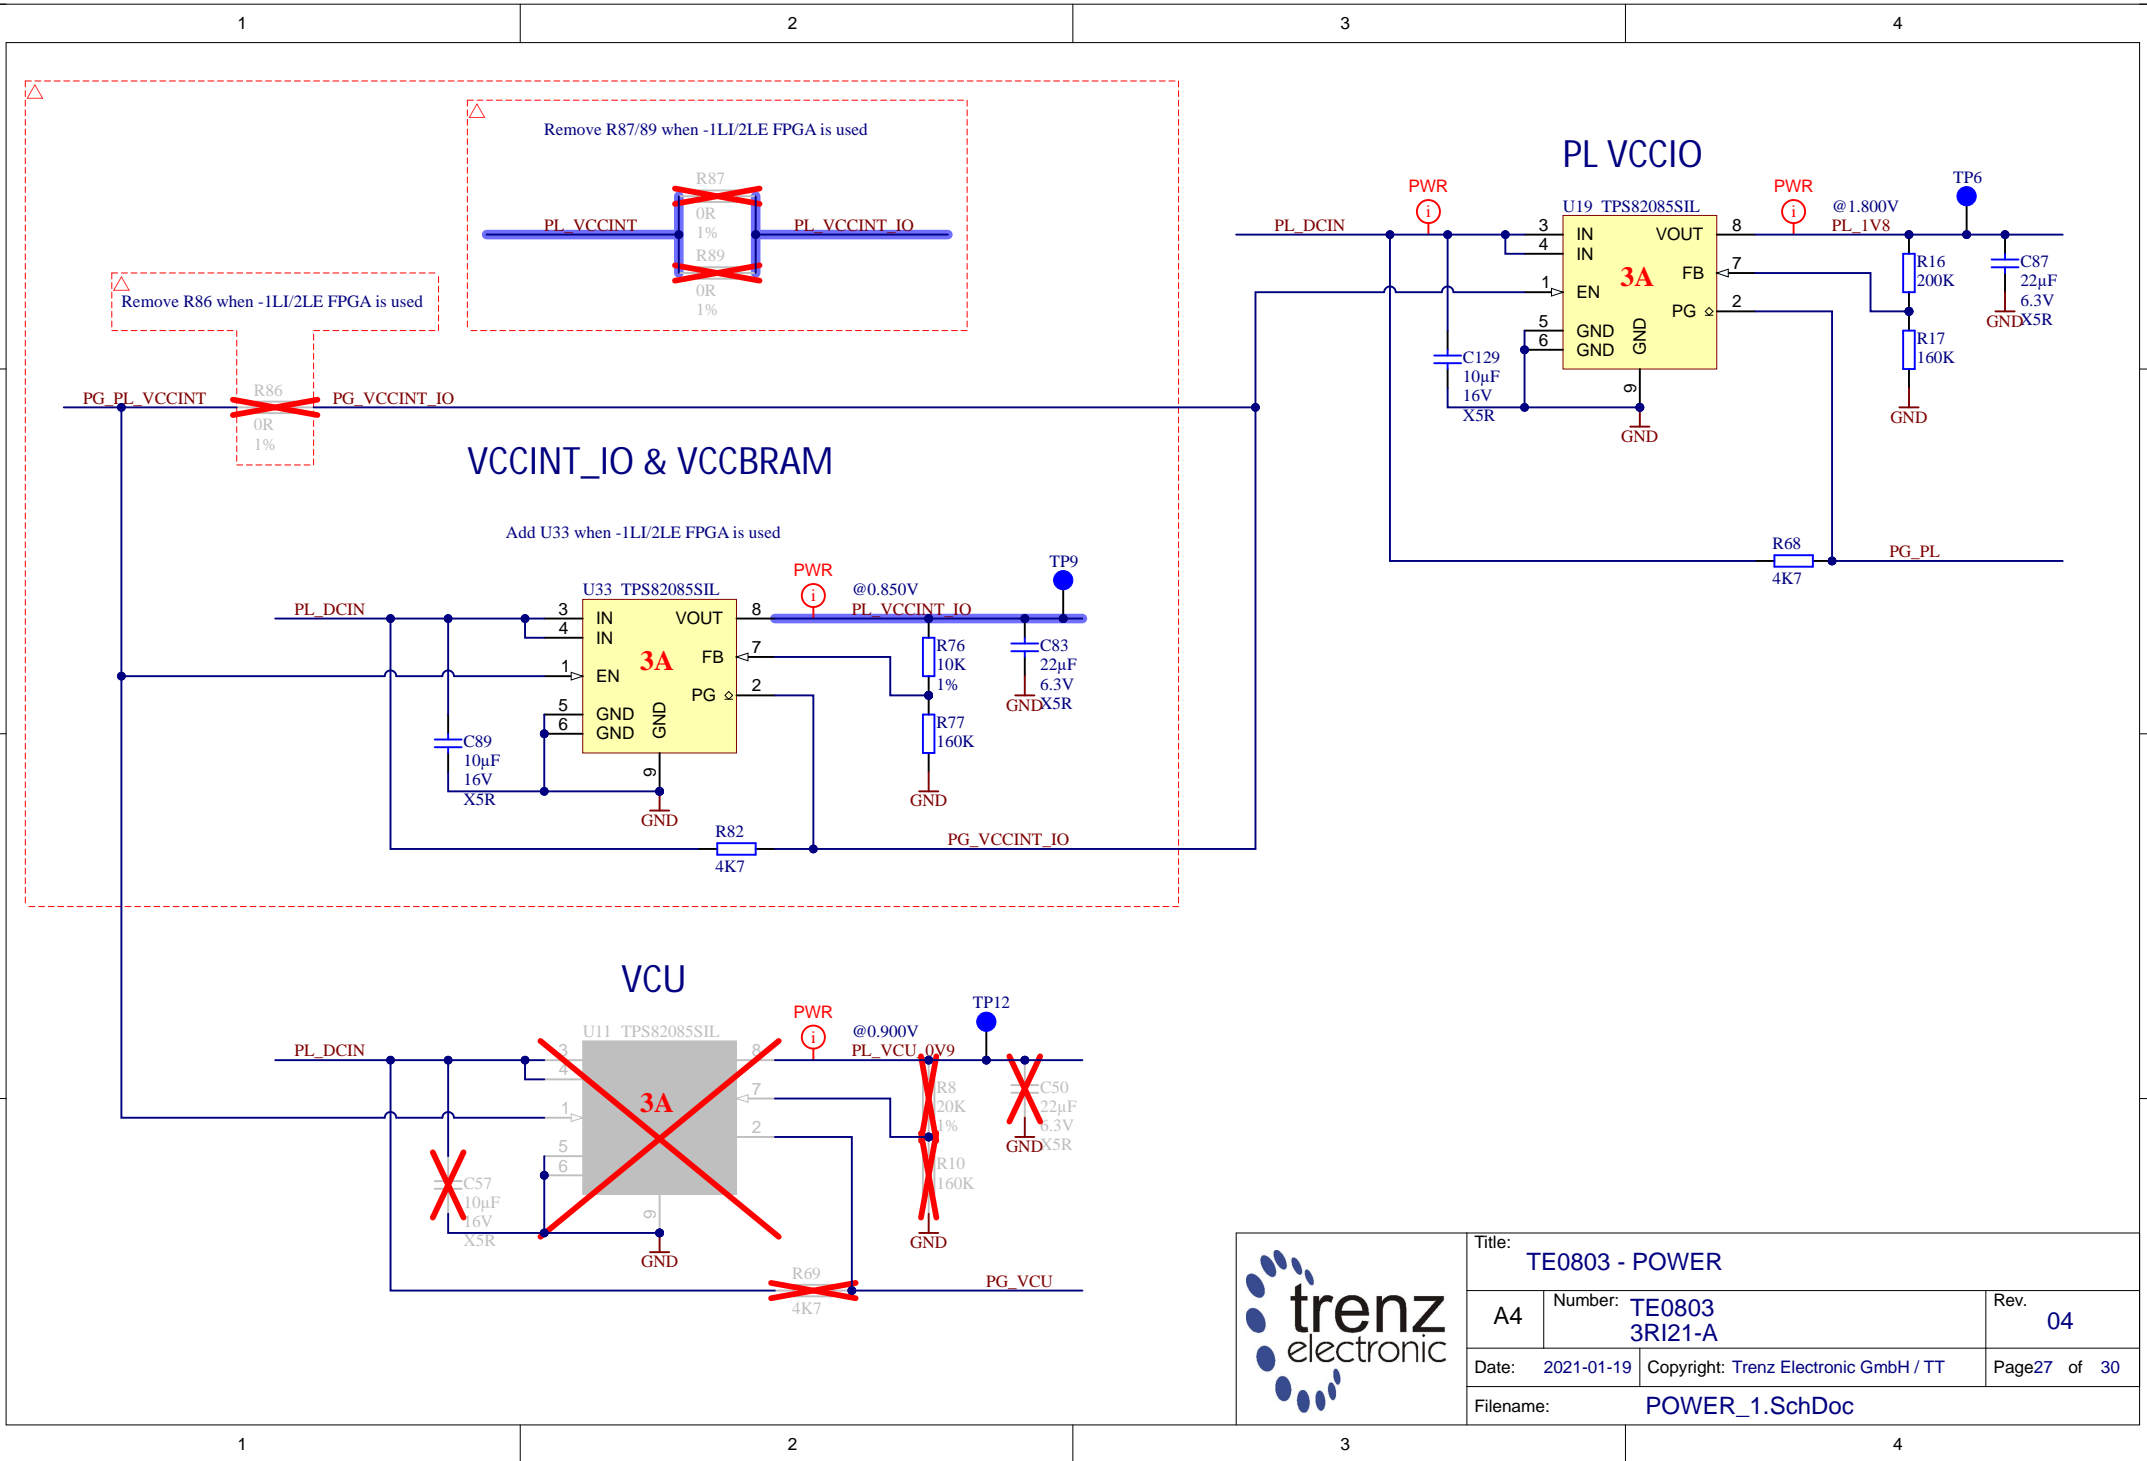 1 2 3 4
Remove R87/89 when -1LI/2LE FPGA is used
R87
0R
1%
PL_VCCINT
PL_VCCINT_IO
R89
0R
1%
Remove R86 when -1LI/2LE FPGA is used
PG_PL_VCCINT
R86
0R
1%
PG_VCCINT_IO
VCCINT_IO & VCCBRAM
Add U33 when -1LI/2LE FPGA is used
U33 TPS82085SIL
PWR
i
@0.850V
TP9
PL_DCIN
3 IN
4 IN
1 EN
5 GND
6 GND
GND
9
3A
VOUT 8
FB 7
PG 2
PL_VCCINT_IO
R76
10K
1%
C83
22µF
6.3V
X5R
GND
R77
160K
GND
C89
10µF
16V
X5R
GND
R82
4K7
PG_VCCINT_IO
VCU
U11 TPS82085SIL
PWR
i
@0.900V
TP12
PL_DCIN
3
4
1
5
6
9
3A
8
7
2
PL_VCU_0V9
R8
20K
1%
C50
22µF
6.3V
X5R
GND
R10
160K
GND
C57
10µF
16V
X5R
GND
R69
4K7
PG_VCU
PL VCCIO
PWR
i
U19 TPS82085SIL
PWR
i
@1.800V
TP6
PL_DCIN
3 IN
4 IN
1 EN
5 GND
6 GND
GND
9
3A
VOUT 8
FB 7
PG 2
PL_1V8
R16
200K
C87
22µF
6.3V
X5R
GND
R17
160K
GND
C129
10µF
16V
X5R
GND
R68
4K7
PG_PL
trenz
electronic
Title:
TE0803 - POWER
A4
Number: TE0803
3RI21-A
Rev.
04
Date: 2021-01-19
Copyright: Trenz Electronic GmbH / TT
Page27 of 30
Filename: POWER_1.SchDoc
1 2 3 4